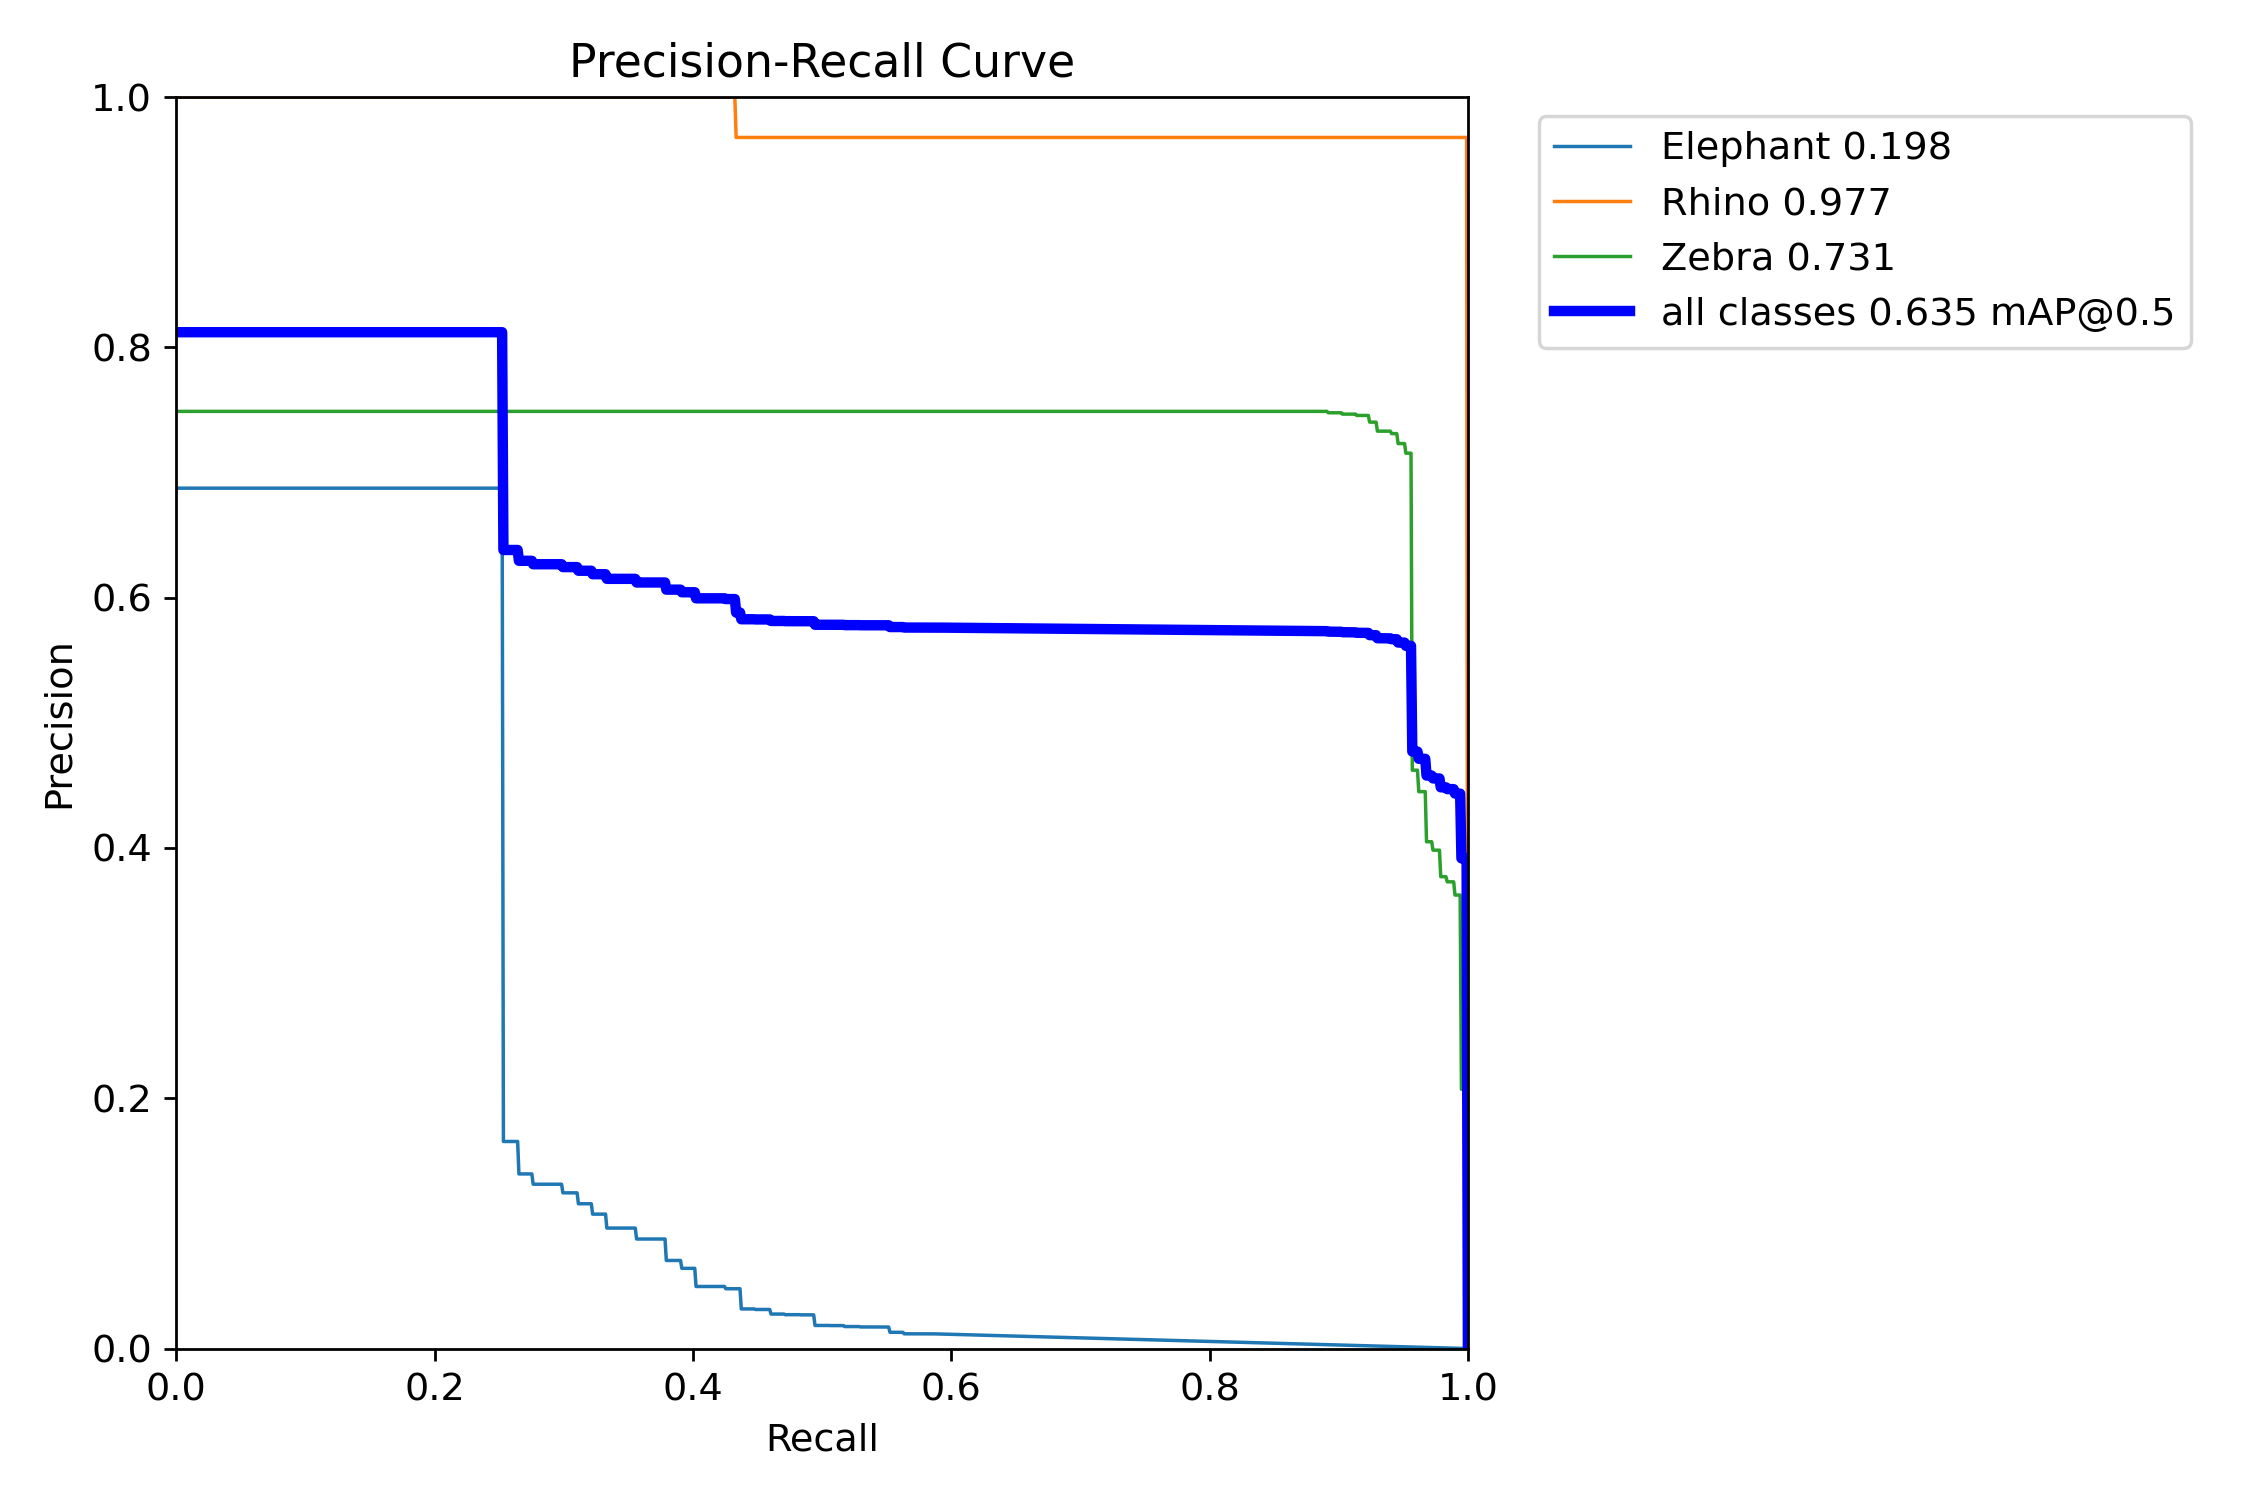 Precision-Recall Curve
1.0
0.8
0.6
0.4
0.2
0.0
Precision
0.0 0.2 0.4 0.6 0.8 1.0
Recall
Elephant 0.198
Rhino 0.977
Zebra 0.731
all classes 0.635 mAP@0.5